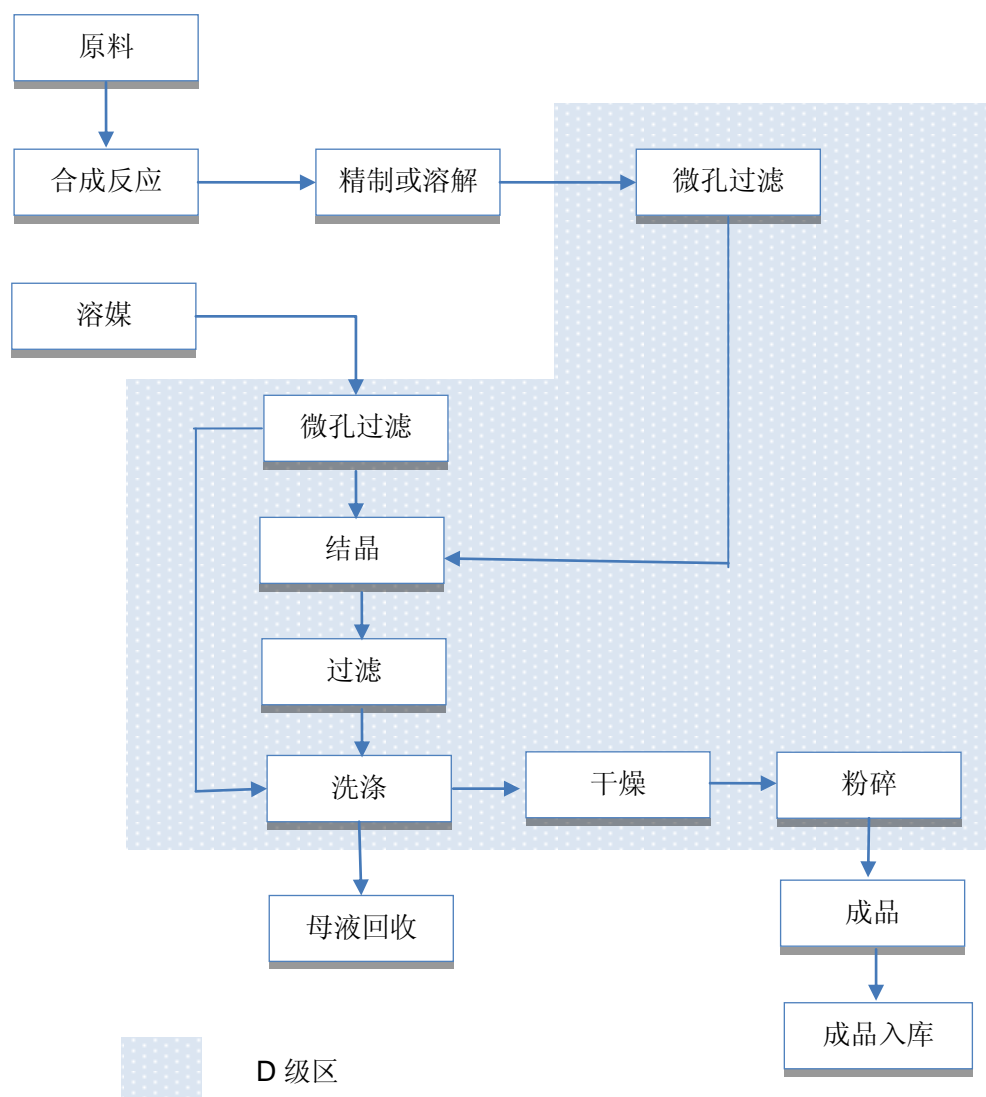 原料
合成反应
精制或溶解
微孔过滤
溶媒
微孔过滤
结晶
过滤
洗涤
干燥
粉碎
母液回收
成品
成品入库
D 级区